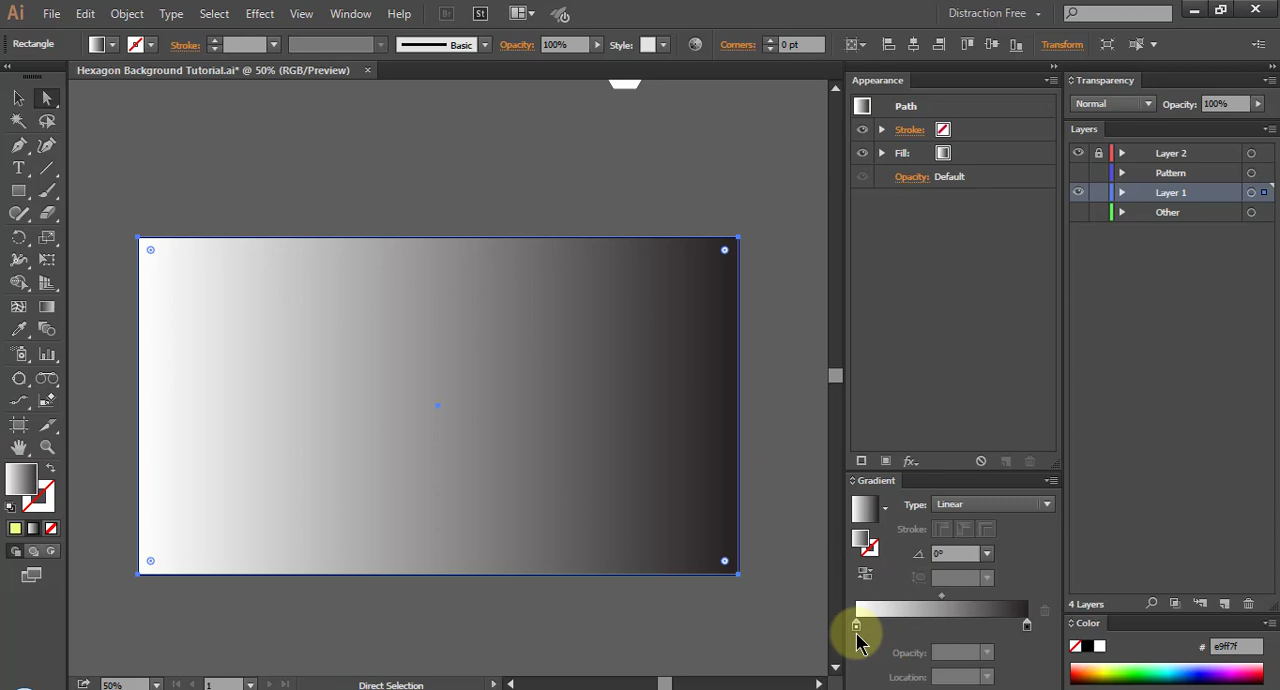 Ai File Edit Object Type Select Effect View Window Help Br St Distraction Free
Rectangle Stroke: Basic Opacity: 100% Style: Corners: 0 pt Transform
Hexagon Background Tutorial.ai* @ 50% (RGB/Preview)
Appearance
Path
Stroke:
Fill:
Opacity: Default
Transparency
Normal Opacity: 100%
Layers
Layer 2
Pattern
Layer 1
Other
Gradient
Type: Linear
Stroke:
0°
Opacity:
Location:
4 Layers
Color
# e9ff7f
50% 1 Direct Selection